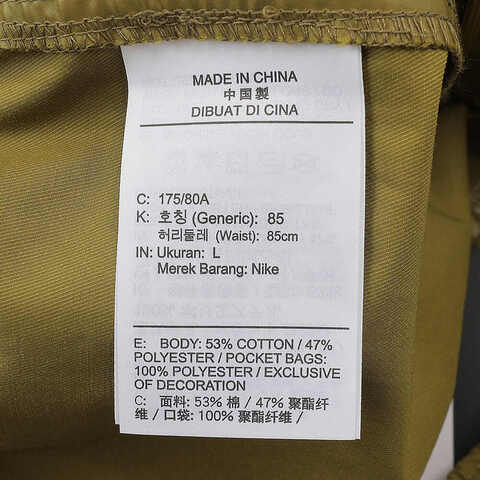 MADE IN CHINA
中国製
DIBUAT DI CINA
C: 175/80A
K: 호칭 (Generic): 85
허리둘레 (Waist): 85cm
IN: Ukuran: L
Merek Barang: Nike
E: BODY: 53% COTTON / 47%
POLYESTER / POCKET BAGS:
100% POLYESTER / EXCLUSIVE
OF DECORATION
C: 面料: 53% 棉 / 47% 聚酯纤
维 / 口袋: 100% 聚酯纤维 /